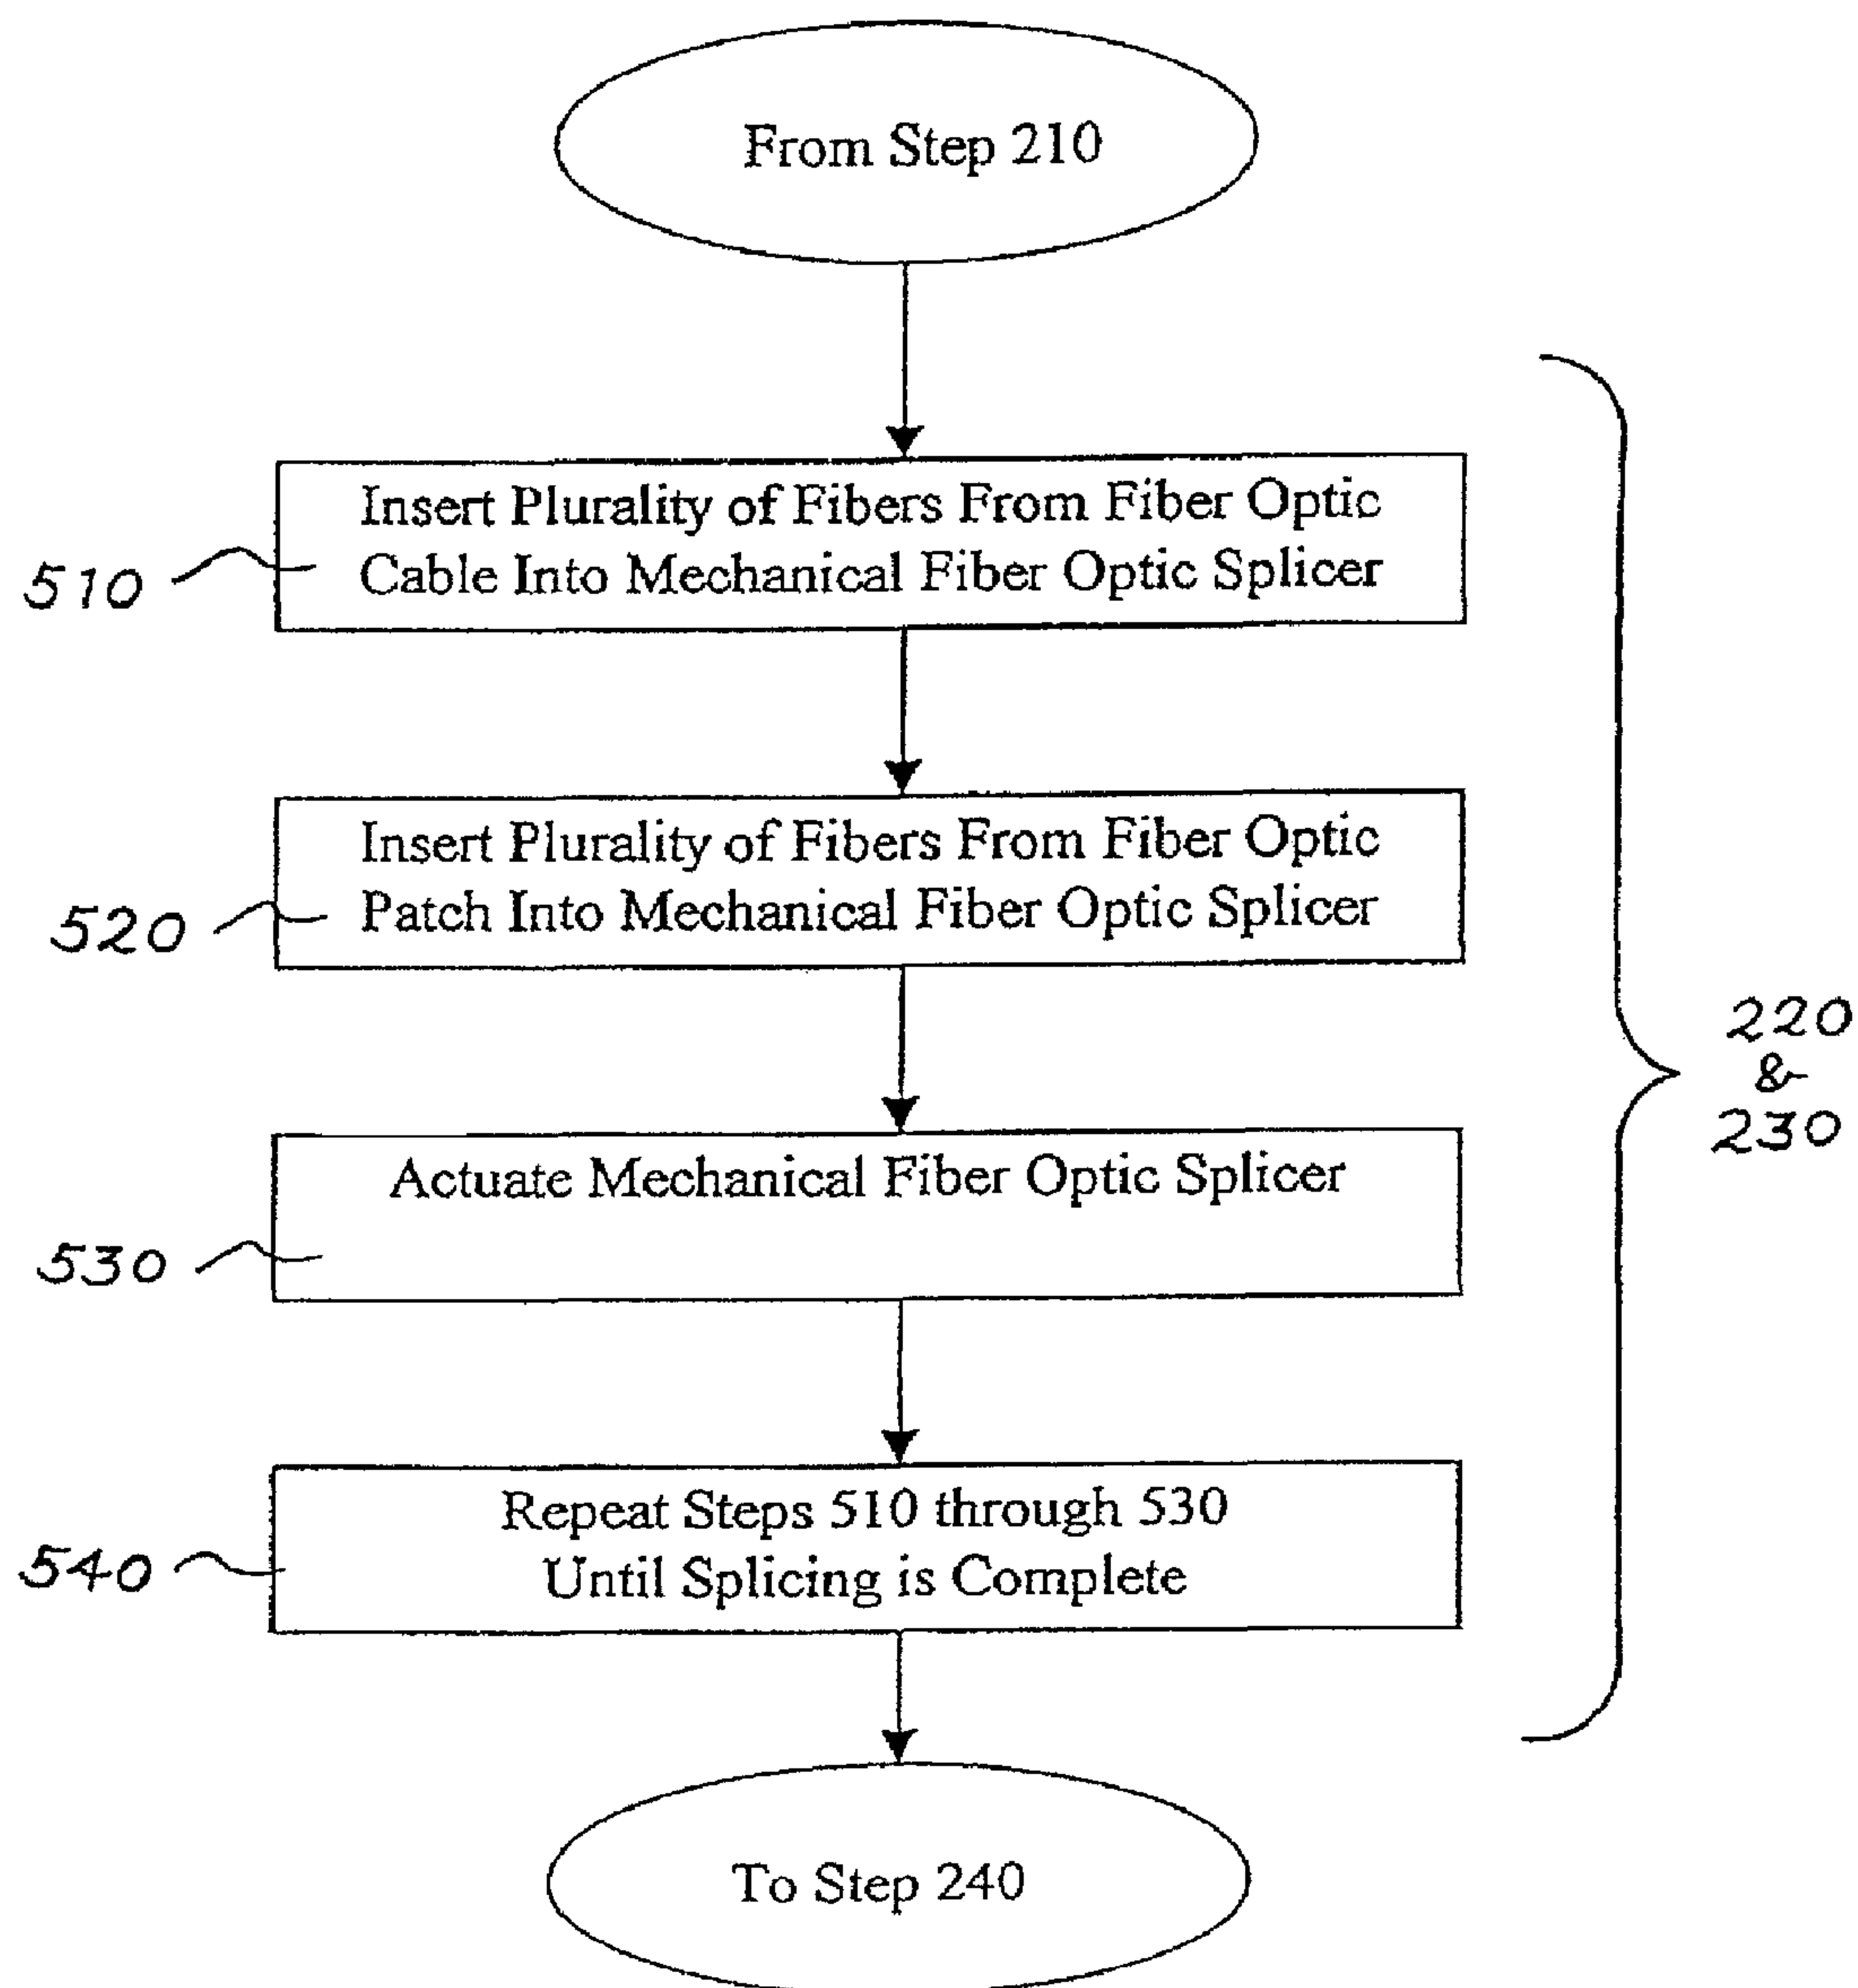 From Step 210
Insert Plurality of Fibers From Fiber Optic
Cable Into Mechanical Fiber Optic Splicer
510
Insert Plurality of Fibers From Fiber Optic
Patch Into Mechanical Fiber Optic Splicer
520
220
&
230
Actuate Mechanical Fiber Optic Splicer
530
Repeat Steps 510 through 530
Until Splicing is Complete
540
To Step 240